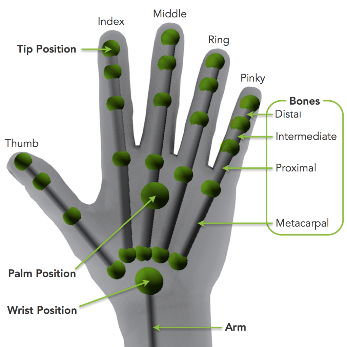 Middle
Index
Ring
Tip Position
Pinky
Bones
Distal
Intermediate
Thumb
Proximal
Metacarpal
Palm Position
Wrist Position
Arm